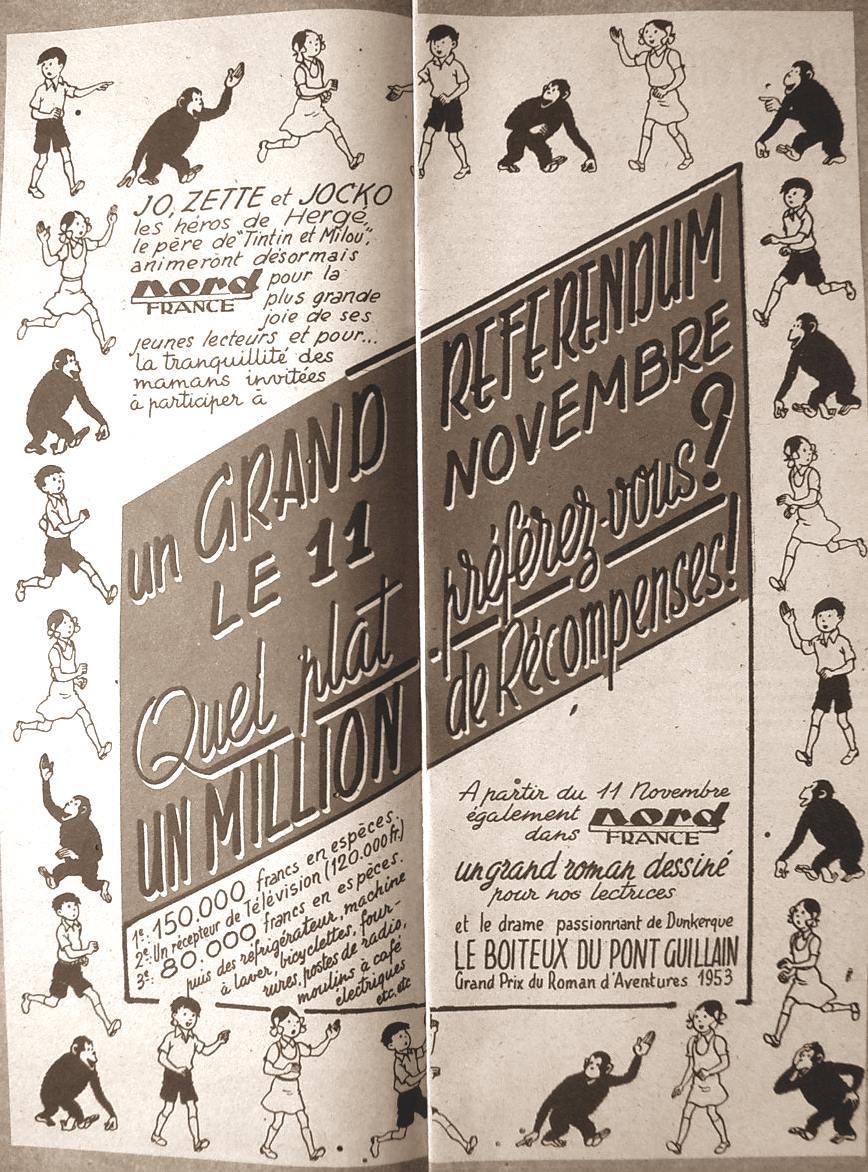 JO, ZETTE et JOCKO
les héros de Hergé,
le père de "Tintin et Milou",
animeront désormais
nord
FRANCE
pour la
plus grande
joie de ses
jeunes lecteurs et pour...
la tranquillité des
mamans invitées
à participer à
un GRAND REFERENDUM
LE 11 NOVEMBRE
Quel plat préférez-vous?
UN MILLION de Récompenses!
1e: 150.000 francs en espèces.
2e: Un récepteur de Télévision (120.000 fr.)
3e: 80.000 francs en espèces.
puis des réfrigérateur, machine
à laver, bicyclettes, four-
rures, postes de radio,
moulins à café
électriques
etc. etc
A partir du 11 Novembre
également
dans
nord
FRANCE
un grand roman dessiné
pour nos lectrices
et le drame passionnant de Dunkerque
LE BOITEUX DU PONT GUILLAIN
Grand Prix du Roman d'Aventures 1953